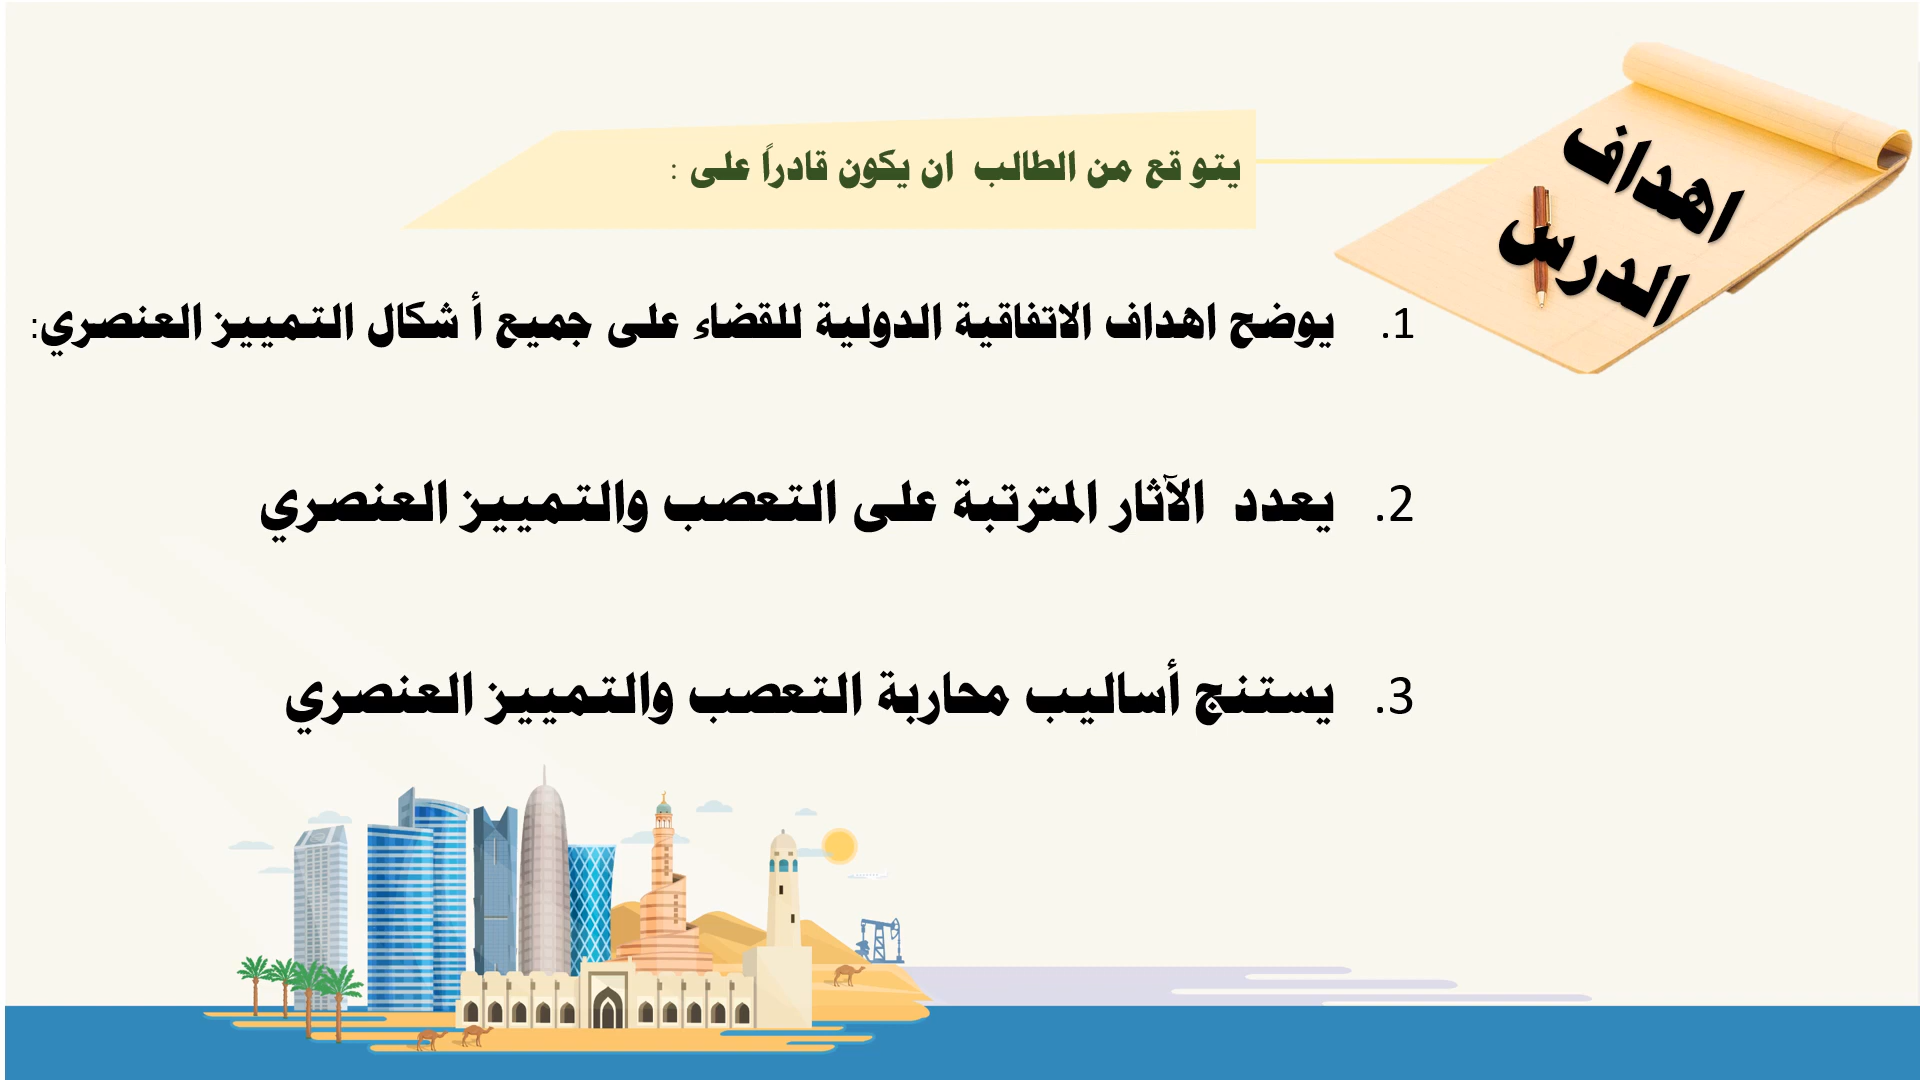 اهداف
الدرس
يتو قع من الطالب ان يكون قادراً على :
1. يوضح اهداف الاتفاقية الدولية للقضاء على جميع أ شكال التمييز العنصري:
2. يعدد الآثار المترتبة على التعصب والتمييز العنصري
3. يستنج أساليب محاربة التعصب والتمييز العنصري